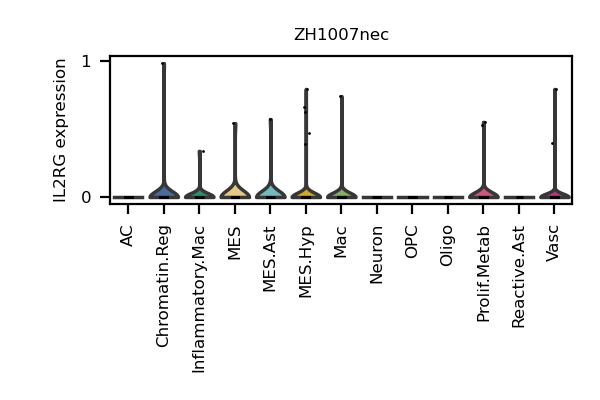 ZH1007nec
IL2RG expression
1
0
AC
Chromatin.Reg
Inflammatory.Mac
MES
MES.Ast
MES.Hyp
Mac
Neuron
OPC
Oligo
Prolif.Metab
Reactive.Ast
Vasc